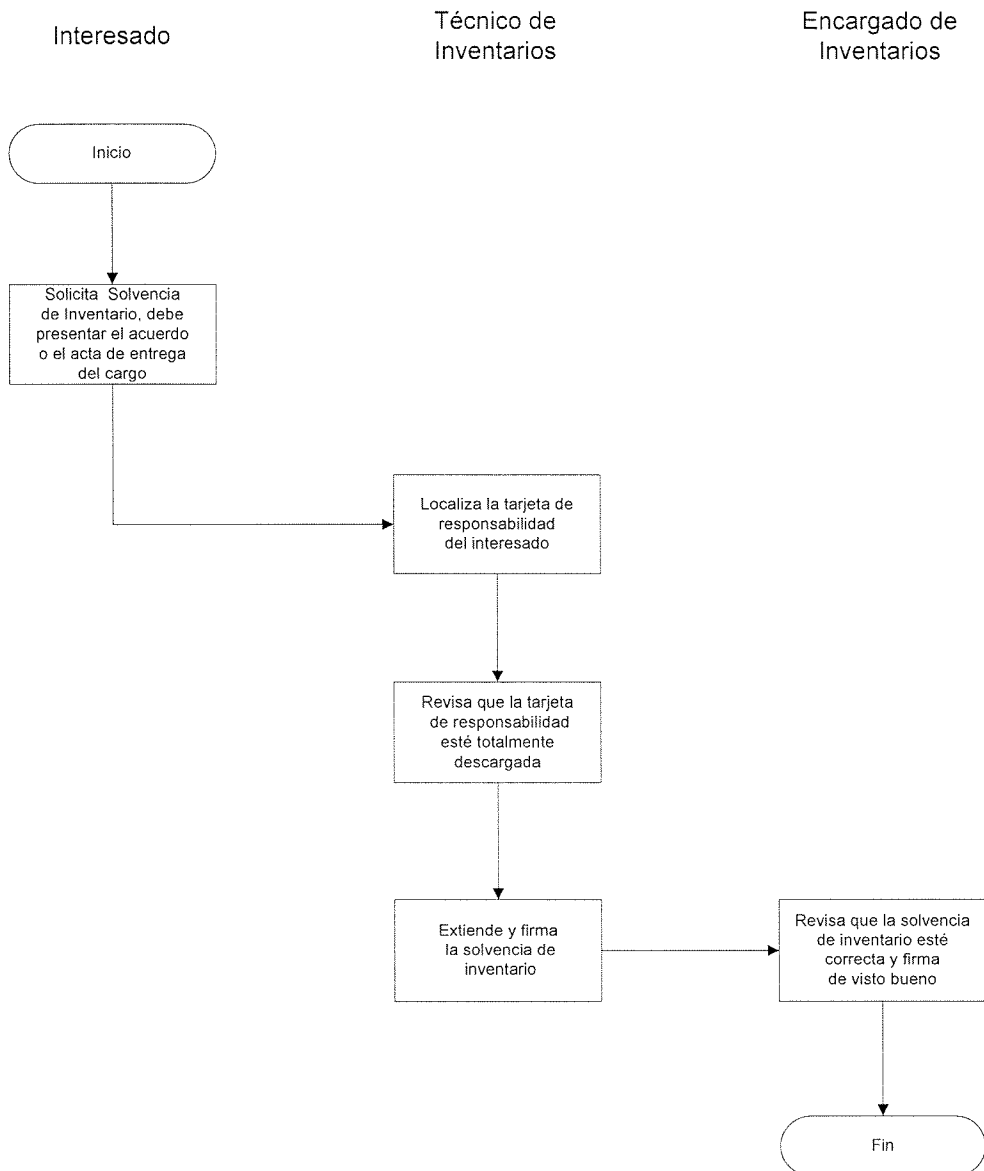 Interesado
Técnico de
Inventarios
Encargado de
Inventarios
Inicio
Solicita Solvencia
de Inventario, debe
presentar el acuerdo
o el acta de entrega
del cargo
Localiza la tarjeta de
responsabilidad
del interesado
Revisa que la tarjeta
de responsabilidad
esté totalmente
descargada
Extiende y firma
la solvencia de
inventario
Revisa que la solvencia
de inventario esté
correcta y firma
de visto bueno
Fin